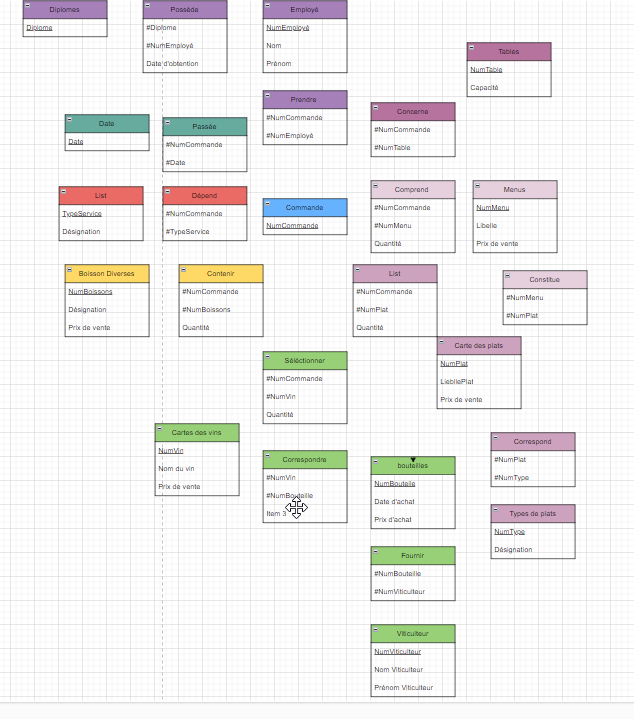 Diplomes
Diplome
Possède
#Diplome
#NumEmployé
Date d'obtention
Employé
NumEmployé
Nom
Prénom
Tables
NumTable
Capacité
Prendre
#NumCommande
#NumEmployé
Concerne
#NumCommande
#NumTable
Date
Date
Passée
#NumCommande
#Date
List
TypeService
Désignation
Dépend
#NumCommande
#TypeService
Commande
NumCommande
Comprend
#NumCommande
#NumMenu
Quantité
Menus
NumMenu
Libelle
Prix de vente
Boisson Diverses
NumBoissons
Désignation
Prix de vente
Contenir
#NumCommande
#NumBoissons
Quantité
List
#NumCommande
#NumPlat
Quantité
Constitue
#NumMenu
#NumPlat
Carte des plats
NumPlat
LiebllePlat
Prix de vente
Séléctionner
#NumCommande
#NumVin
Quantité
Cartes des vins
NumVin
Nom du vin
Prix de vente
Correspondre
#NumVin
#NumBouteille
Item 3
bouteilles
NumBouteile
Date d'achat
Prix d'achat
Correspond
#NumPlat
#NumType
Types de plats
NumType
Désignation
Fournir
#NumBouteille
#NumViticulteur
Viticulteur
NumViticulteur
Nom Viticulteur
Prénom Viticulteur